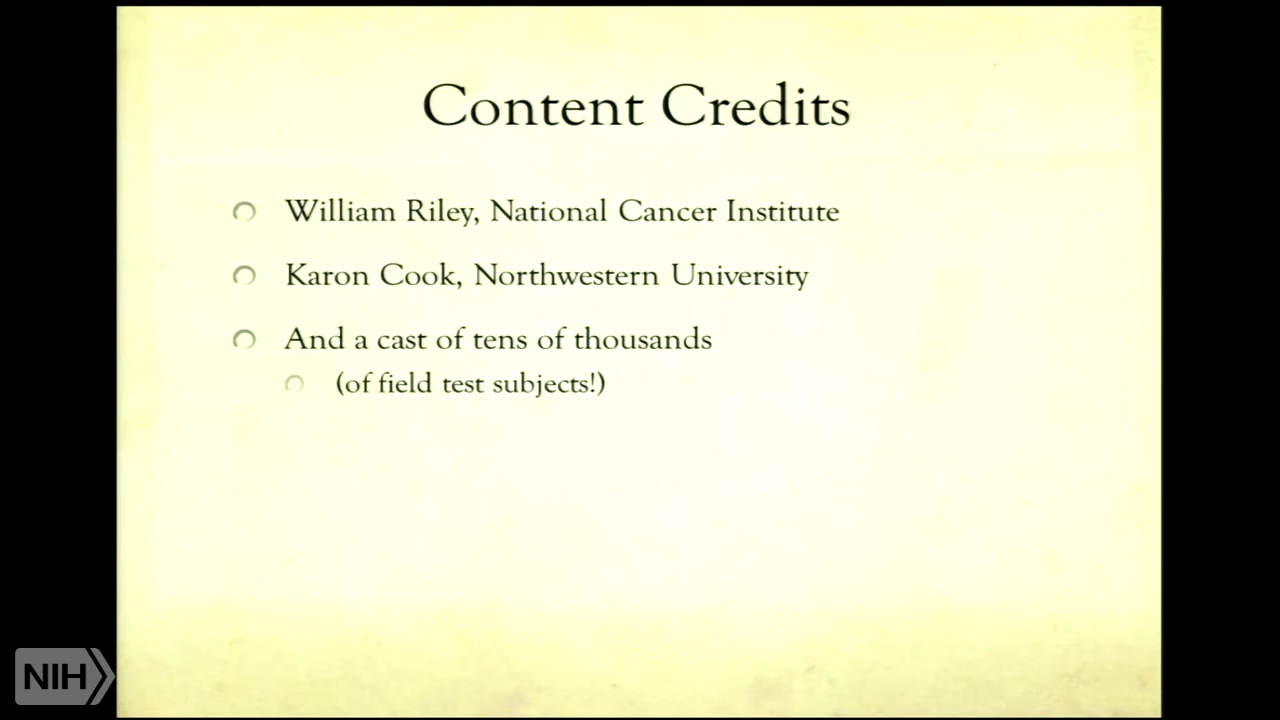 Content Credits
William Riley, National Cancer Institute
Karon Cook, Northwestern University
And a cast of tens of thousands
(of field test subjects!)
NIH